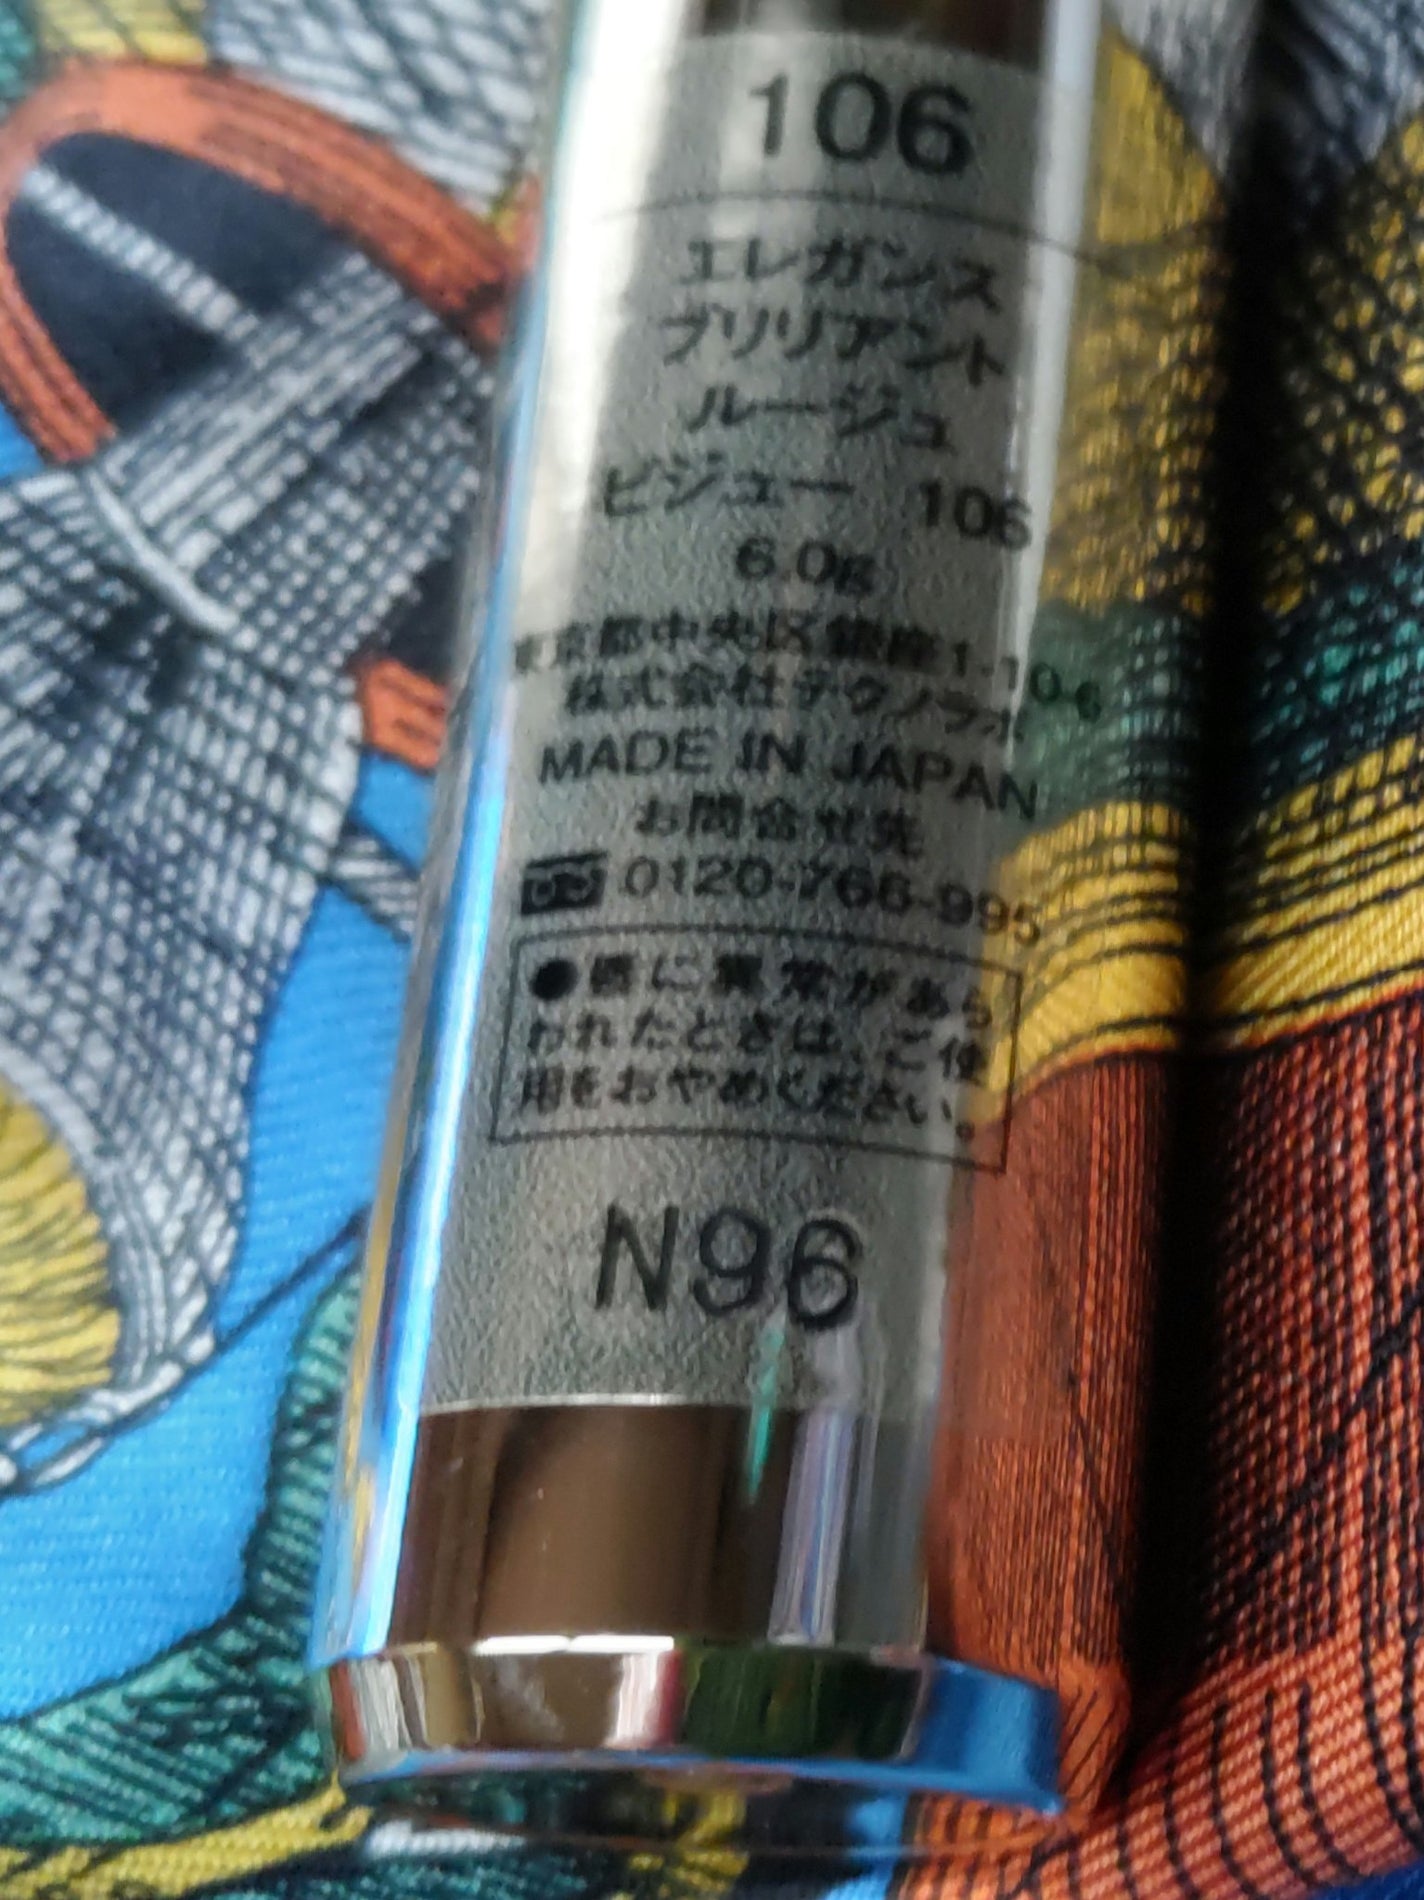 106
エレガンス
ブリリアント
ルージュ
ビジュー 106
6.0g
東京都中央区銀座1-10-6
株式会社テクノラボ
MADE IN JAPAN
お問合せ先
0120-766-995
●唇に異常があら
われたときは、ご使
用をおやめください。
N96